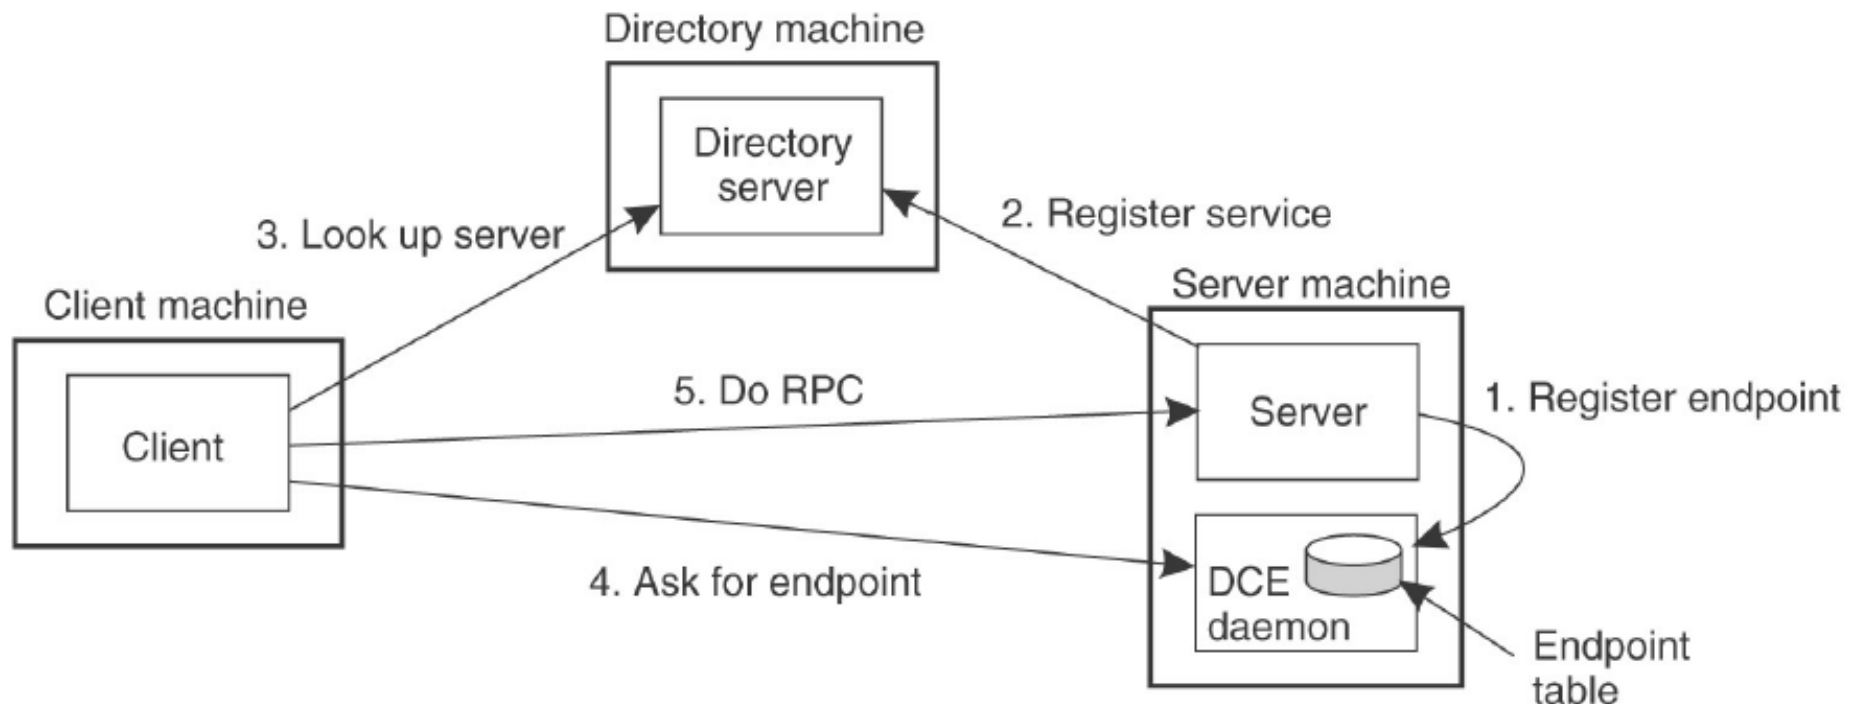 Directory machine
Directory
server
3. Look up server
2. Register service
Client machine
Server machine
Client
5. Do RPC
Server
1. Register endpoint
4. Ask for endpoint
DCE
daemon
Endpoint
table